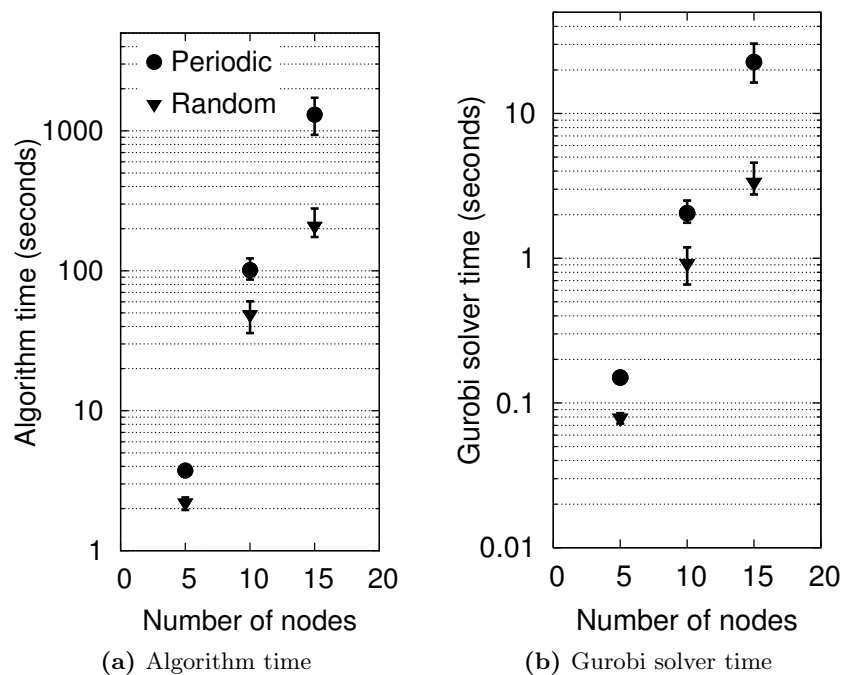 Algorithm time (seconds)
1000
100
10
1
Periodic
Random
0 5 10 15 20
Number of nodes
(a) Algorithm time
Gurobi solver time (seconds)
10
1
0.1
0.01
0 5 10 15 20
Number of nodes
(b) Gurobi solver time